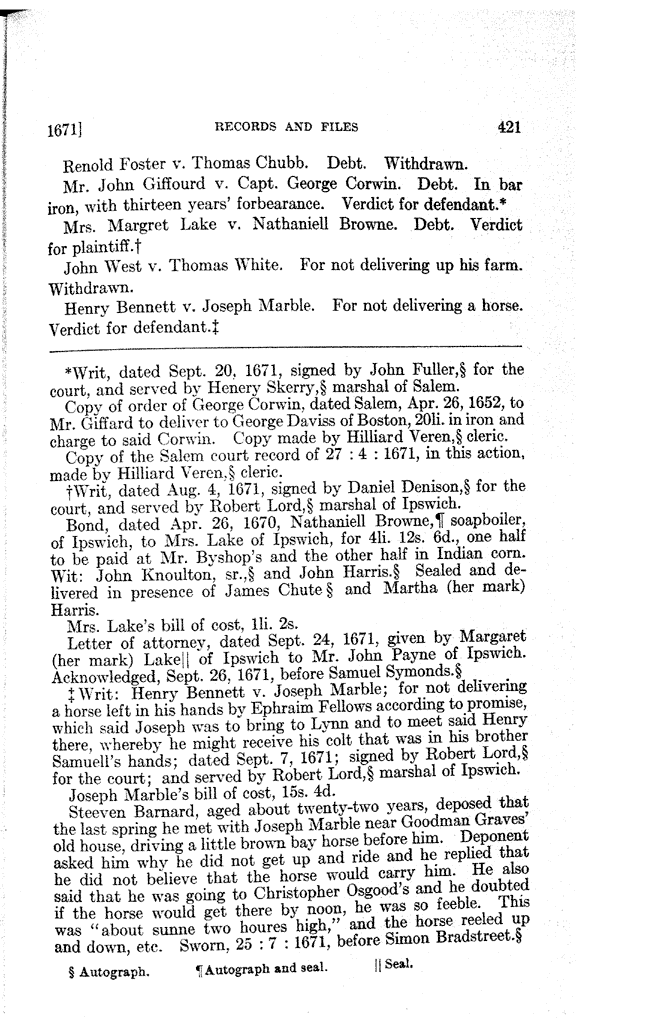 1671] RECORDS AND FILES 421
Renold Foster v. Thomas Chubb. Debt. Withdrawn.
Mr. John Giffourd v. Capt. George Corwin. Debt. In bar
iron, with thirteen years' forbearance. Verdict for defendant.*
Mrs. Margret Lake v. Nathaniell Browne. Debt. Verdict
for plaintiff.†
John West v. Thomas White. For not delivering up his farm.
Withdrawn.
Henry Bennett v. Joseph Marble. For not delivering a horse.
Verdict for defendant.‡
*Writ, dated Sept. 20, 1671, signed by John Fuller,§ for the
court, and served by Henery Skerry,§ marshal of Salem.
Copy of order of George Corwin, dated Salem, Apr. 26, 1652, to
Mr. Giffard to deliver to George Daviss of Boston, 20li. in iron and
charge to said Corwin. Copy made by Hilliard Veren,§ cleric.
Copy of the Salem court record of 27 : 4 : 1671, in this action,
made by Hilliard Veren,§ cleric.
†Writ, dated Aug. 4, 1671, signed by Daniel Denison,§ for the
court, and served by Robert Lord,§ marshal of Ipswich.
Bond, dated Apr. 26, 1670, Nathaniell Browne,¶ soapboiler,
of Ipswich, to Mrs. Lake of Ipswich, for 4li. 12s. 6d., one half
to be paid at Mr. Byshop's and the other half in Indian corn.
Wit: John Knoulton, sr.,§ and John Harris.§ Sealed and de-
livered in presence of James Chute § and Martha (her mark)
Harris.
Mrs. Lake's bill of cost, 1li. 2s.
Letter of attorney, dated Sept. 24, 1671, given by Margaret
(her mark) Lake|| of Ipswich to Mr. John Payne of Ipswich.
Acknowledged, Sept. 26, 1671, before Samuel Symonds.§
‡Writ: Henry Bennett v. Joseph Marble; for not delivering
a horse left in his hands by Ephraim Fellows according to promise,
which said Joseph was to bring to Lynn and to meet said Henry
there, whereby he might receive his colt that was in his brother
Samuell's hands; dated Sept. 7, 1671; signed by Robert Lord,§
for the court; and served by Robert Lord,§ marshal of Ipswich.
Joseph Marble's bill of cost, 15s. 4d.
Steeven Barnard, aged about twenty-two years, deposed that
the last spring he met with Joseph Marble near Goodman Graves'
old house, driving a little brown bay horse before him. Deponent
asked him why he did not get up and ride and he replied that
he did not believe that the horse would carry him. He also
said that he was going to Christopher Osgood's and he doubted
if the horse would get there by noon, he was so feeble. This
was "about sunne two houres high," and the horse reeled up
and down, etc. Sworn, 25 : 7 : 1671, before Simon Bradstreet.§
§ Autograph. ¶Autograph and seal. ||Seal.